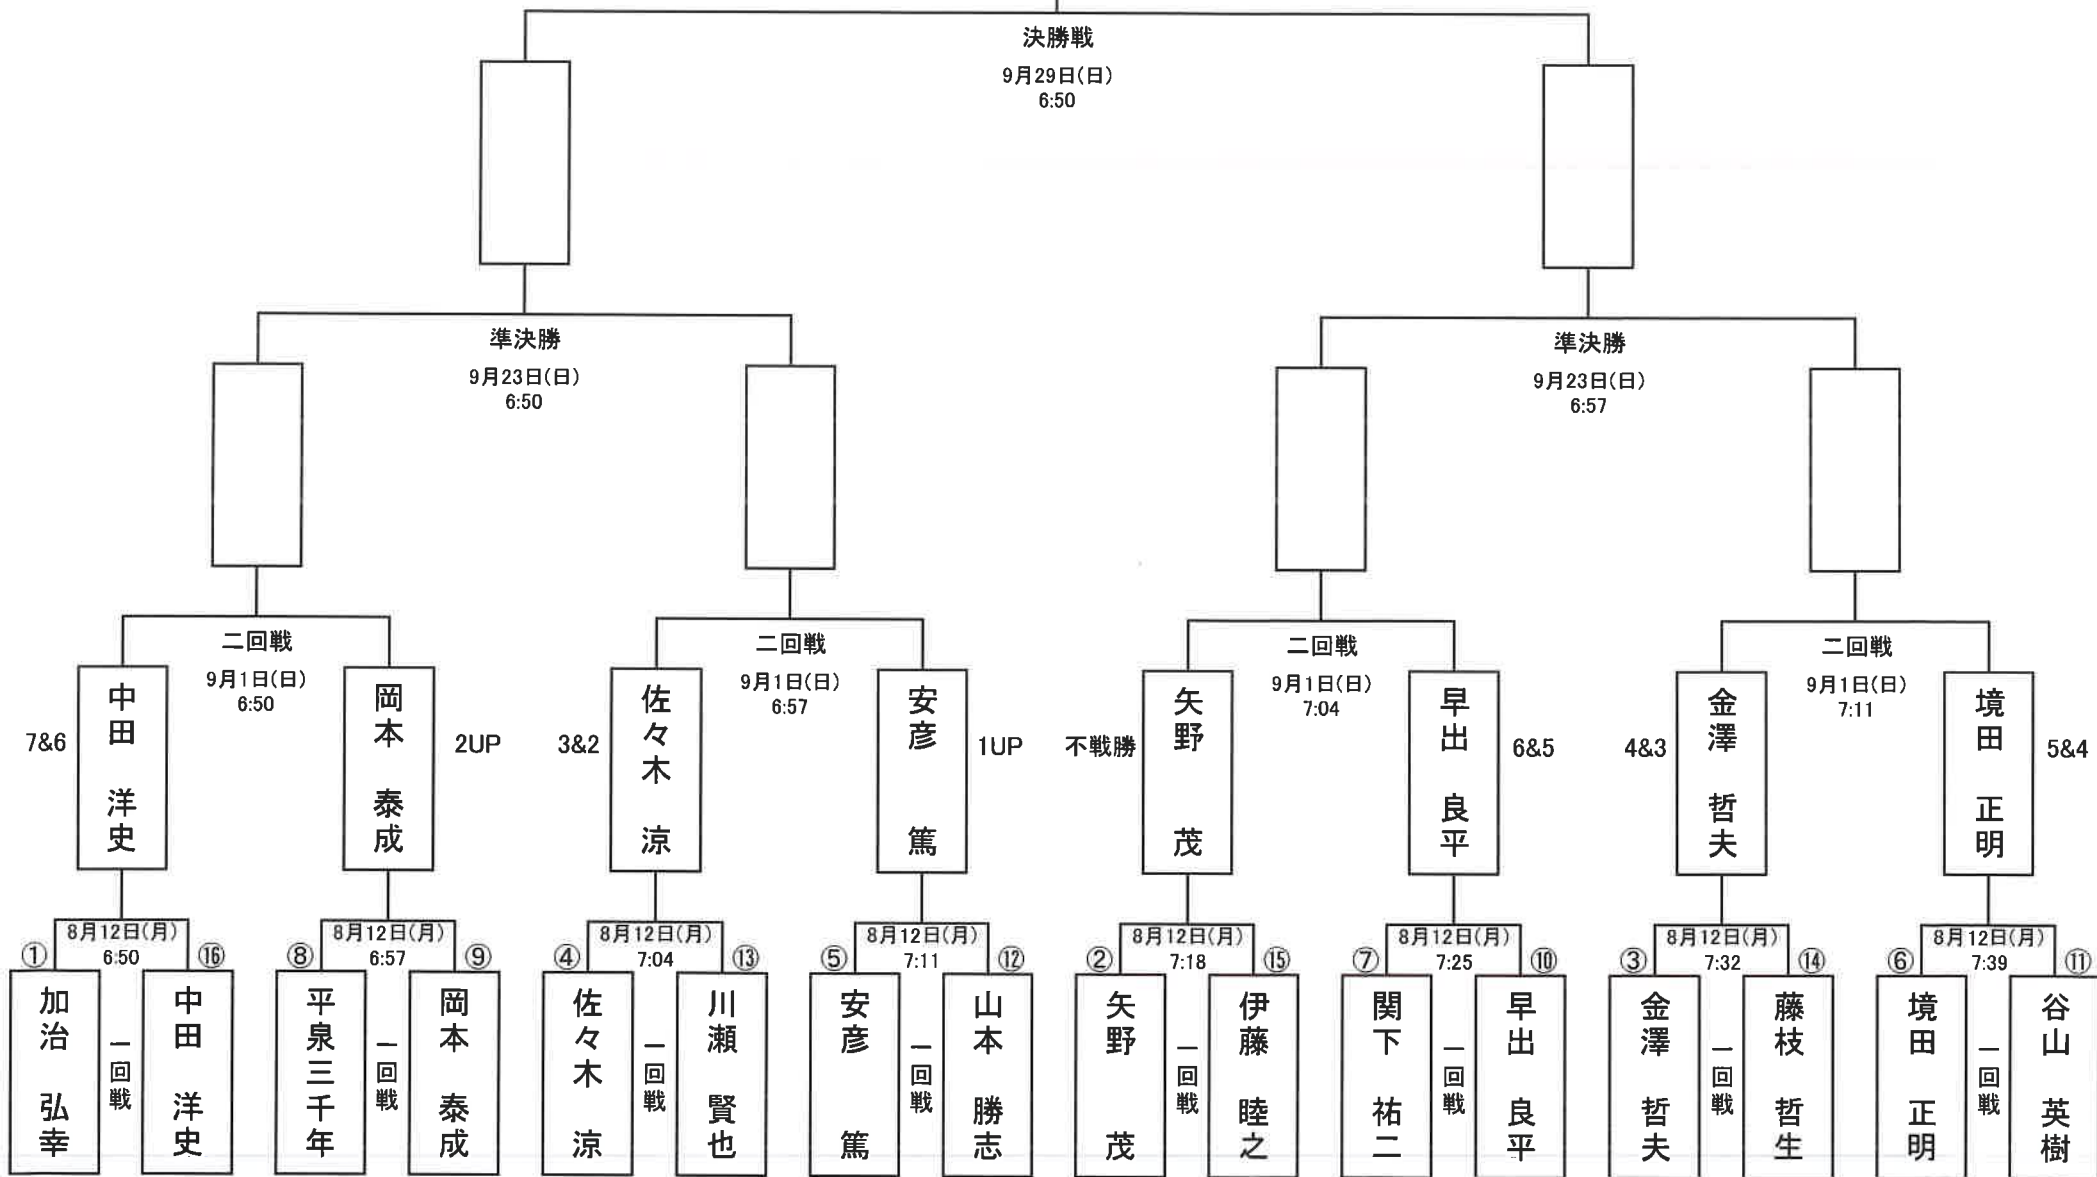 決勝戦
9月29日(日)
6:50
準決勝
9月23日(日)
6:50
準決勝
9月23日(日)
6:57
二回戦
9月1日(日)
6:50
二回戦
9月1日(日)
6:57
二回戦
9月1日(日)
7:04
二回戦
9月1日(日)
7:11
7&6
中田 洋史
岡本 泰成
2UP
3&2
佐々木 涼
安彦 篤
1UP
不戦勝
矢野 茂
早出 良平
6&5
4&3
金澤 哲夫
境田 正明
5&4
8月12日(月)
6:50
① 
加治 弘幸
一回戦
⑯
中田 洋史
8月12日(月)
6:57
⑧
平泉三千年
一回戦
⑨
岡本 泰成
8月12日(月)
7:04
④
佐々木 涼
一回戦
⑬
川瀬 賢也
8月12日(月)
7:11
⑤
安彦 篤
一回戦
⑫
山本 勝志
8月12日(月)
7:18
②
矢野 茂
一回戦
⑮
伊藤 睦之
8月12日(月)
7:25
⑦
関下 祐二
一回戦
⑩
早出 良平
8月12日(月)
7:32
③
金澤 哲夫
一回戦
⑭
藤枝 哲生
8月12日(月)
7:39
⑥
境田 正明
一回戦
⑪
谷山 英樹